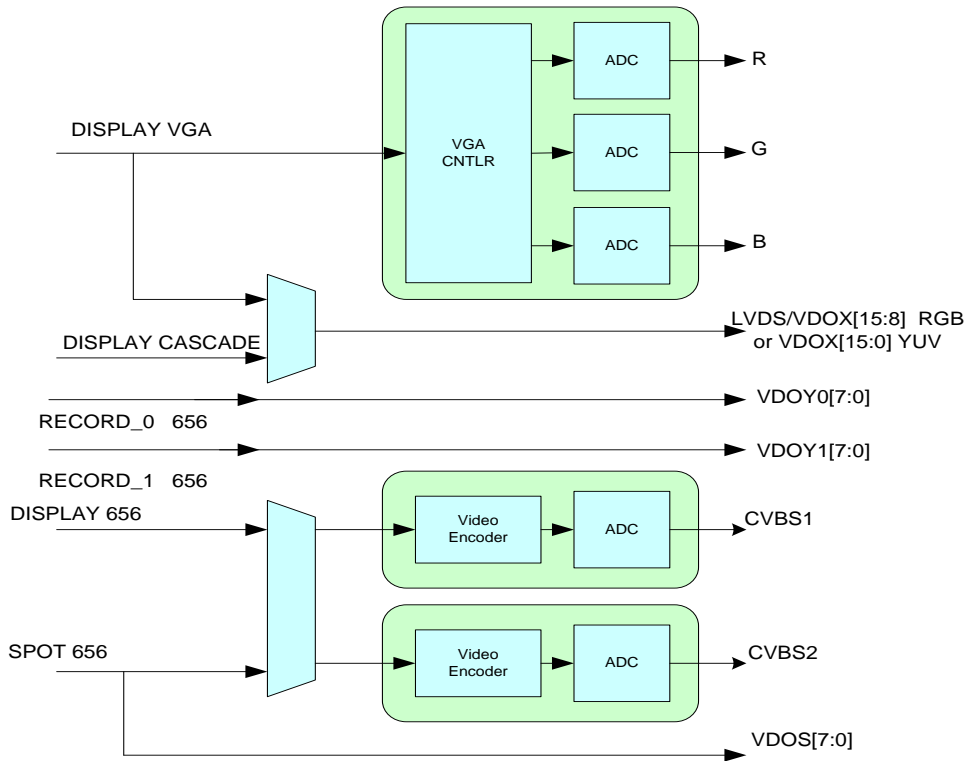 ADC
R
DISPLAY VGA
VGA
CNTLR
ADC
G
ADC
B
DISPLAY CASCADE
LVDS/VDOX[15:8] RGB
or VDOX[15:0] YUV
VDOY0[7:0]
RECORD_0 656
VDOY1[7:0]
RECORD_1 656
DISPLAY 656
Video
Encoder
ADC
CVBS1
SPOT 656
Video
Encoder
ADC
CVBS2
VDOS[7:0]